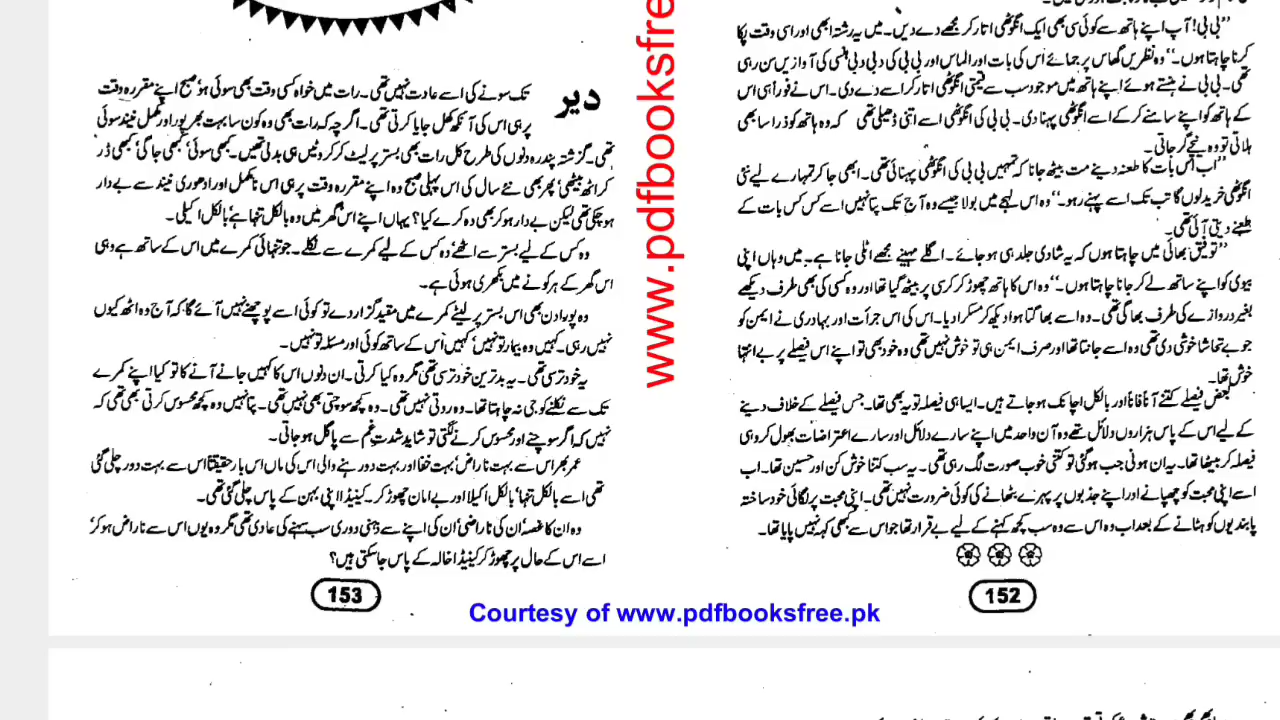 "بی بی! آپ اپنے ہاتھ سے کوئی سی بھی ایک انگوٹھی اتار کر مجھے دے دیں۔ میں یہ رشتہ ابھی اور اسی وقت پکا
کرنا چاہتا ہوں۔" وہ نظریں گھاس پر جمائے اس کی بات اور الماس اور بی بی کی دبی دبی ہنسی کی آوازیں سن رہی
تھی۔ بی بی نے ہنستے ہوئے اپنے ہاتھ میں موجود سب سے قیمتی انگوٹھی اتار کر اسے دے دی۔ اس نے فوراً ہی اس
کے ہاتھ کو اپنے سامنے کر کے اسے انگوٹھی پہنا دی۔ بی بی کی انگوٹھی اسے اتنی ڈھیلی تھی کہ وہ ہاتھ کو ذرا سا بھی
ہلاتی تو وہ نیچے گر جاتی۔
"اب اس بات کا طعنہ دینے مت بیٹھ جانا کہ تمہیں بی بی کی انگوٹھی پہنائی تھی۔ ابھی جا کر تمہارے لیے نئی
انگوٹھی خرید لوں گا تب تک اسے پہنے رہو۔" وہ اس لہجے میں بولا جیسے وہ آج تک پتا نہیں اسے کس کس بات کے
طعنے دیتی آئی تھی۔
"توفیق بھائی میں چاہتا ہوں کہ یہ شادی جلد ہی ہو جائے۔ اگلے مہینے مجھے اٹلی جانا ہے۔ میں وہاں اپنی
بیوی کو اپنے ساتھ لے کر جانا چاہتا ہوں۔" وہ اس کا ہاتھ چھوڑ کر کرسی پر بیٹھ گیا تھا اور وہ کسی کی بھی طرف دیکھے
بغیر دروازے کی طرف بھاگی تھی۔ وہ اسے بھاگتا ہوا دیکھ کر مسکرا دیا۔ اس کی اس جرأت اور بہادری نے ایمن کو
جو بے تحاشا خوشی دی تھی وہ اسے جانتا تھا اور صرف ایمن ہی تو خوش نہیں تھی وہ خود بھی تو اپنے اس فیصلے پر بے انتہا
خوش تھا۔
بعض فیصلے کتنے آناً فاناً اور بالکل اچانک ہو جاتے ہیں۔ ایسا ہی فیصلہ تو یہ بھی تھا۔ جس فیصلے کے خلاف دینے
کے لیے اس کے پاس ہزاروں دلائل تھے وہ آن واحد میں اپنے سارے دلائل اور سارے اعتراضات بھول کر وہی
فیصلہ کر بیٹھا تھا۔ یہ ان ہونی جب ہو گئی تو کتنی خوب صورت لگ رہی تھی۔ یہ سب کتنا خوش کن اور حسین تھا۔ اب
اسے اپنی محبت کو چھپانے اور اپنے جذبوں پر پہرے بٹھانے کی کوئی ضرورت نہیں تھی۔ اپنی محبت پر لگائی خود ساختہ
پابندیوں کو ہٹانے کے بعد اب وہ اس سے وہ سب کچھ کہنے کے لیے بے قرار تھا جو اس سے کبھی کہہ نہیں پایا تھا۔
152
دیر تک سونے کی اسے عادت نہیں تھی۔ رات میں خواہ کسی وقت بھی سوئی ہو' صبح اپنے مقررہ وقت
پر ہی اس کی آنکھ کھل جایا کرتی تھی۔ اگرچہ کہ رات بھی وہ کون سا بہت بھرپور اور مکمل نیند سوئی
تھی۔ گزشتہ پندرہ دنوں کی طرح کل رات بھی بستر پر لیٹ کر کروٹیں ہی بدلی تھیں۔ کبھی سوئی' کبھی جاگی' کبھی ڈر
کر اٹھ بیٹھی' پھر بھی نئے سال کی اس پہلی صبح وہ اپنے مقررہ وقت پر ہی اس نامکمل اور ادھوری نیند سے بے دار
ہو چکی تھی لیکن بے دار ہو کر بھی وہ کرے کیا؟ یہاں اپنے اس گھر میں وہ بالکل تنہا ہے' بالکل اکیلی۔
وہ کس کے لیے بستر سے اٹھے' وہ کس کے لیے کمرے سے نکلے۔ جو تنہائی کمرے میں اس کے ساتھ ہے وہی
اس گھر کے ہر کونے میں بکھری ہوئی ہے۔
وہ پورا دن بھی اس بستر پر لیٹے کمرے میں مقید گزار دے تو کوئی اسے پوچھنے نہیں آئے گا کہ آج وہ اٹھ کیوں
نہیں رہی۔ کہیں وہ بیمار تو نہیں' کہیں اس کے ساتھ کوئی اور مسئلہ تو نہیں۔
یہ خود ترسی تھی۔ یہ بدترین خود ترسی تھی مگر وہ کیا کرتی۔ ان دنوں اس کا کہیں جانے آنے کا تو کیا اپنے کمرے
تک سے نکلنے کو جی نہ چاہتا تھا۔ وہ روتی نہیں تھی۔ وہ کچھ سوچتی بھی نہیں تھی۔ پتا نہیں وہ کچھ محسوس کرتی بھی تھی کہ
نہیں کہ اگر سوچنے اور محسوس کرنے لگتی تو شاید شدت غم سے پاگل ہو جاتی۔
عمر بھر اس سے بہت ناراض' بہت خفا اور بہت دور رہنے والی اس کی ماں اس بار حقیقتاً اس سے بہت دور چلی گئی
تھی اسے بالکل تنہا' بالکل اکیلا اور بے امان چھوڑ کر۔ کینیڈا اپنی بہن کے پاس چلی گئی تھی۔
وہ ان کا غصہ' ان کی ناراضی' ان کی اپنے سے ذہنی دوری سب سہنے کی عادی تھی مگر وہ یوں اس سے ناراض ہو کر'
اسے اس کے حال پر چھوڑ کر کینیڈا خالہ کے پاس جا سکتی ہیں؟
153
www.pdfbooksfre
Courtesy of www.pdfbooksfree.pk